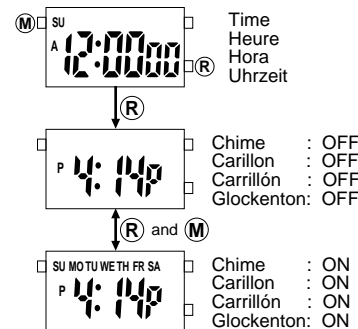 M SU Time
Heure
A 12:00 00 Hora
R Uhrzeit
R
Chime : OFF
P 4:14P Carillon : OFF
Carrillón : OFF
Glockenton: OFF
R and M
SU MO TU WE TH FR SA Chime : ON
P 4:14P Carillon : ON
Carrillón : ON
Glockenton: ON